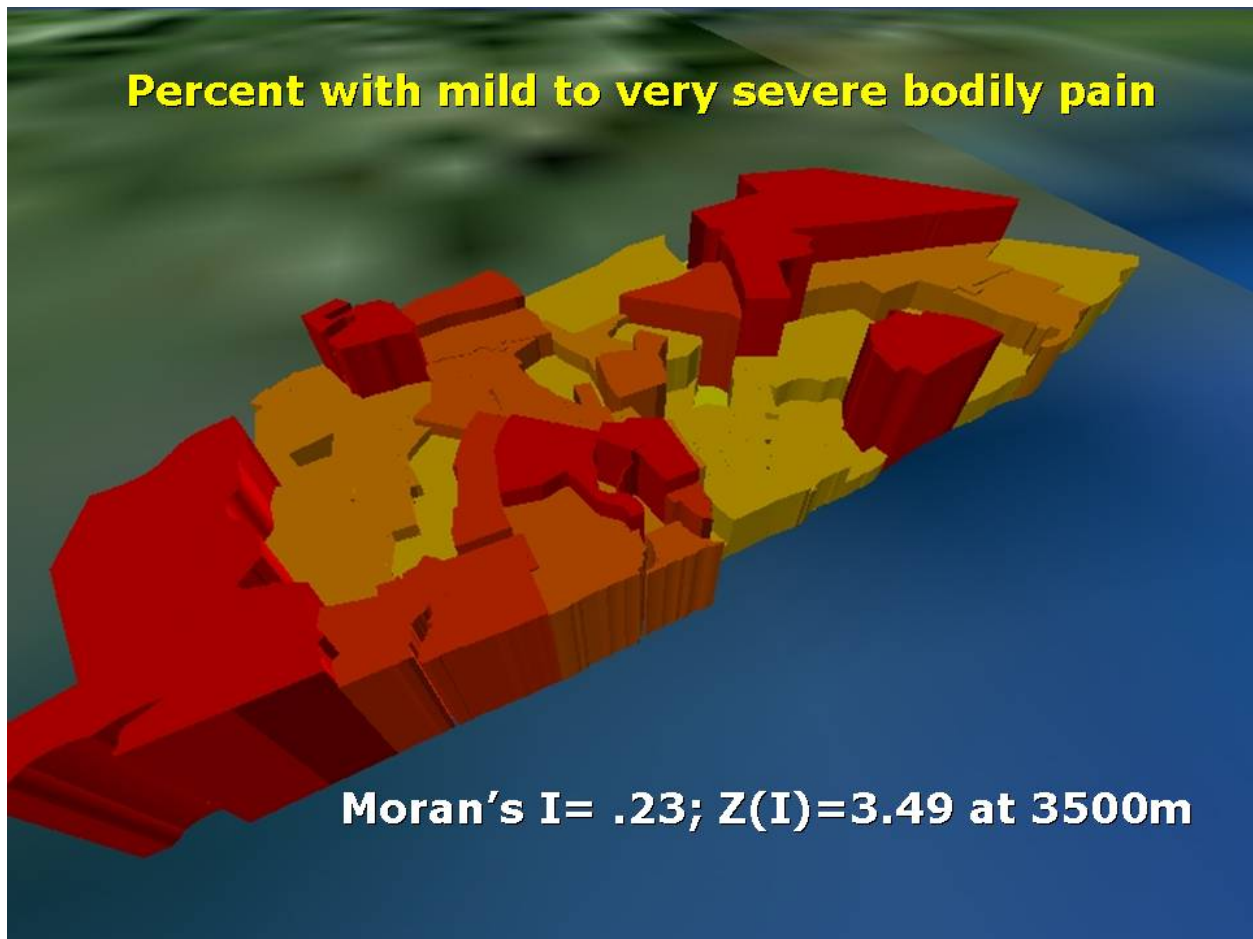 Percent with mild to very severe bodily pain
Moran’s I= .23; Z(I)=3.49 at 3500m